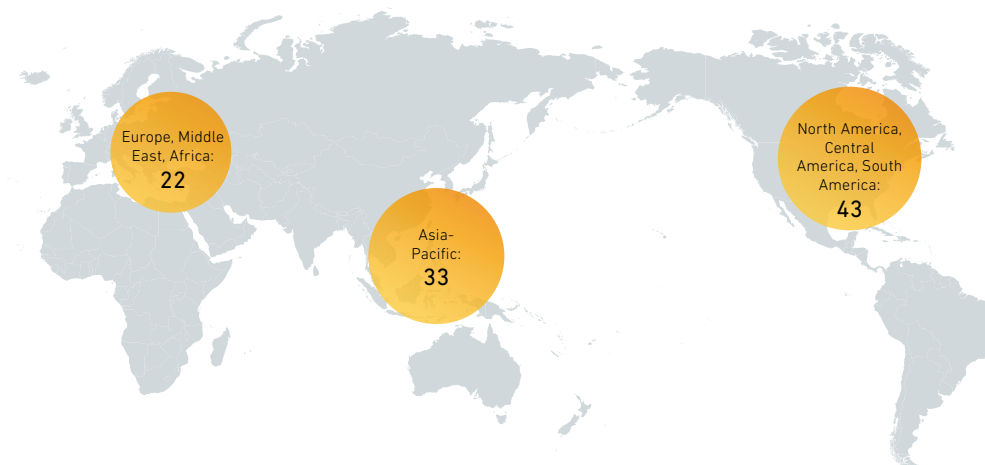 Europe, Middle
East, Africa:
22
Asia-
Pacific:
33
North America,
Central
America, South
America:
43